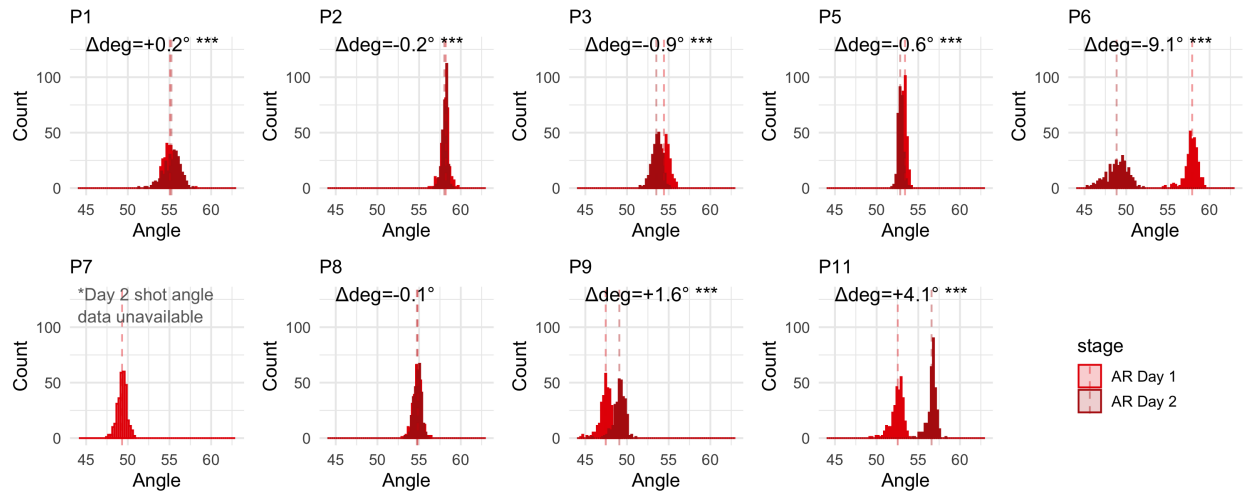 P1
Δdeg=+0.2° ***
Count
100
50
0
45 50 55 60
Angle
P2
Δdeg=-0.2° ***
Count
100
50
0
45 50 55 60
Angle
P3
Δdeg=-0.9° ***
Count
100
50
0
45 50 55 60
Angle
P5
Δdeg=-0.6° ***
Count
100
50
0
45 50 55 60
Angle
P6
Δdeg=-9.1° ***
Count
100
50
0
45 50 55 60
Angle
P7
*Day 2 shot angle
data unavailable
Count
100
50
0
45 50 55 60
Angle
P8
Δdeg=-0.1°
Count
100
50
0
45 50 55 60
Angle
P9
Δdeg=+1.6° ***
Count
100
50
0
45 50 55 60
Angle
P11
Δdeg=+4.1° ***
Count
100
50
0
45 50 55 60
Angle
stage
AR Day 1
AR Day 2